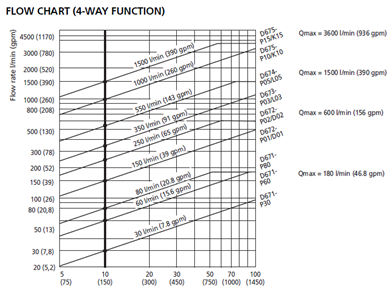 FLOW CHART (4-WAY FUNCTION)
Flow rate l/min (gpm)
4500 (1170)
3000 (780)
2000 (520)
1500 (390)
1000 (260)
800 (208)
500 (130)
300 (78)
200 (52)
150 (39)
100 (26)
80 (20,8)
50 (13)
30 (7,8)
20 (5,2)
1500 l/min (390 gpm)
1000 l/min (260 gpm)
550 l/min (143 gpm)
350 l/min (91 gpm)
250 l/min (65 gpm)
150 l/min (39 gpm)
80 l/min (20.8 gpm)
60 l/min (15.6 gpm)
30 l/min (7.8 gpm)
D675-
P15/K15
D675-
P10/K10
D674-
P05/L05
D673-
P03/L03
D672-
P02/D02
D672-
P01/D01
D671-
P80
D671-
P60
D671-
P30
Qmax = 3600 l/min (936 gpm)
Qmax = 1500 l/min (390 gpm)
Qmax = 600 l/min (156 gpm)
Qmax = 180 l/min (46.8 gpm)
5 10 20 30 50 70 100
(75) (150) (300) (450) (750) (1000) (1450)